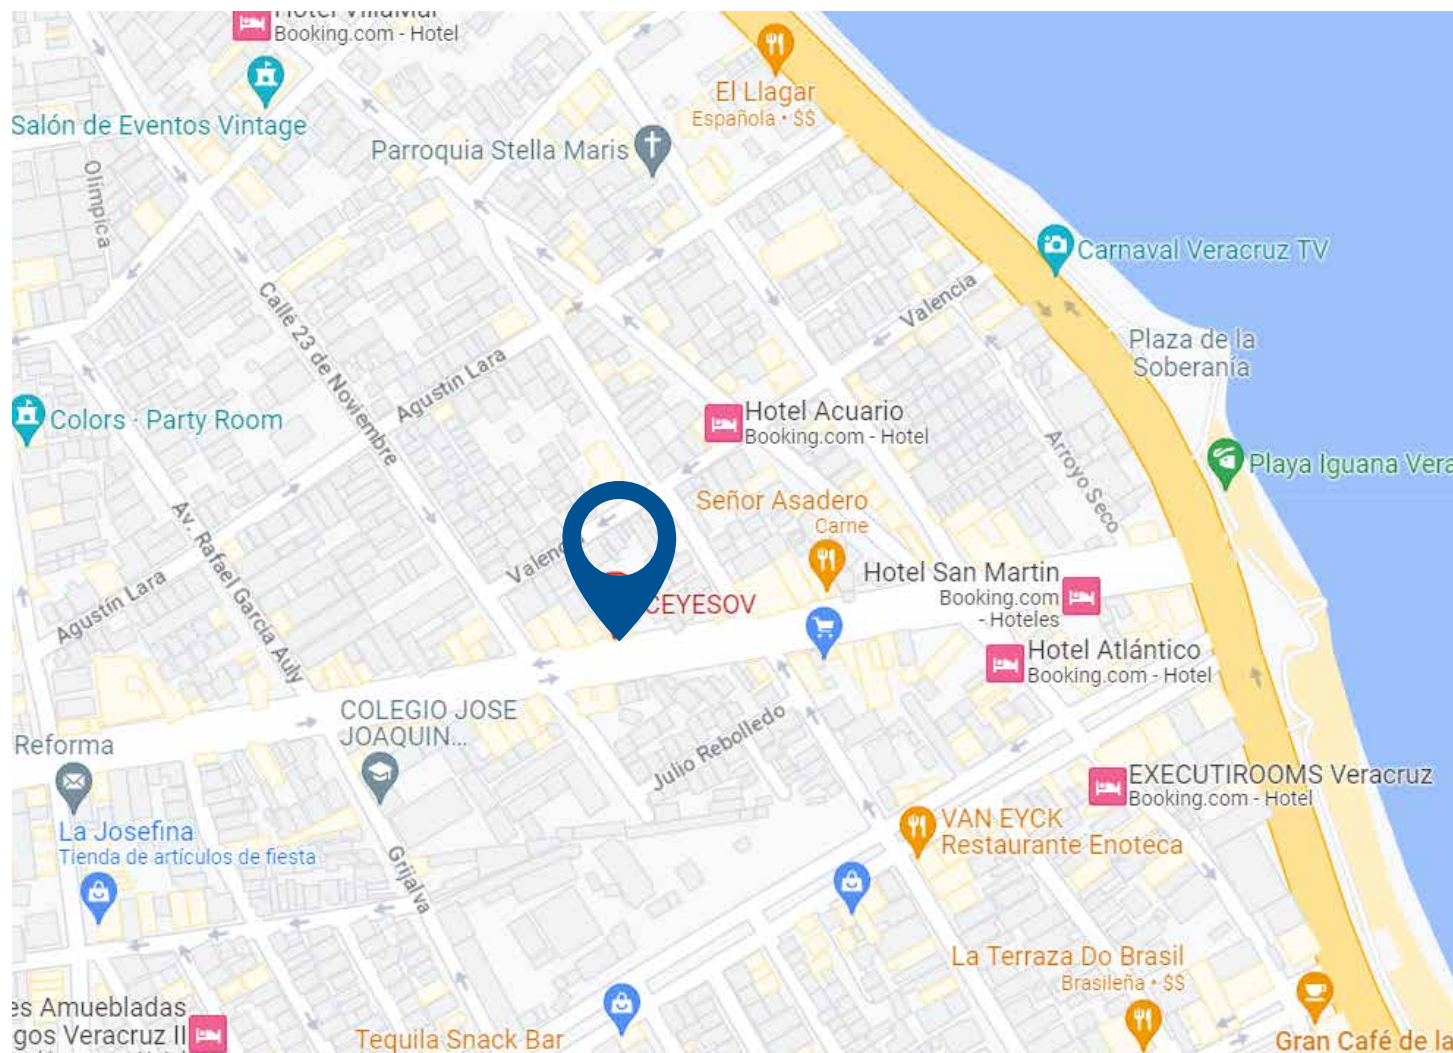 Hotel Villamar
Booking.com - Hotel
El Llagar
Española • $$
Salón de Eventos Vintage
Parroquia Stella Maris
Olimpica
Carnaval Veracruz TV
Valencia
Calle 23 de Noviembre
Plaza de la
Soberanía
Agustín Lara
Colors · Party Room
Hotel Acuario
Booking.com - Hotel
Arroyo Seco
Playa Iguana Vera
Señor Asadero
Carne
Av. Rafael García Auly
Valenc
Agustín Lara
Hotel San Martin
Booking.com
- Hoteles
CEYESOV
Hotel Atlántico
Booking.com - Hotel
COLEGIO JOSE
JOAQUIN...
Reforma
Julio Rebolledo
EXECUTIROOMS Veracruz
Booking.com - Hotel
La Josefina
Tienda de artículos de fiesta
VAN EYCK
Restaurante Enoteca
Grijalva
La Terraza Do Brasil
Brasileña • $$
es Amuebladas
gos Veracruz II
Tequila Snack Bar
Gran Café de la